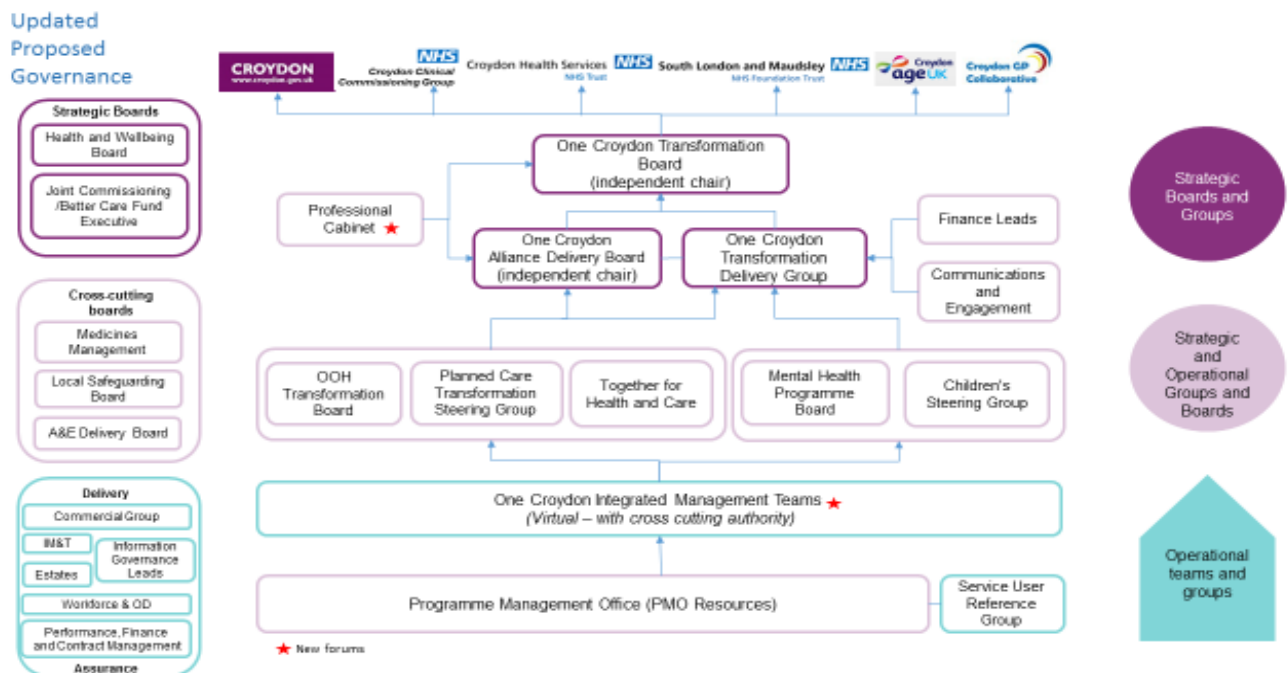 Updated
Proposed
Governance
CROYDON
www.croydon.gov.uk
NHS
Croydon Clinical
Commissioning Group
Croydon Health Services NHS
NHS Trust
South London and Maudsley NHS
NHS Foundation Trust
Croydon
age UK
Croydon GP
Collaborative
Strategic Boards
Health and Wellbeing
Board
Joint Commissioning
/Better Care Fund
Executive
One Croydon Transformation
Board
(independent chair)
Professional
Cabinet
One Croydon
Alliance Delivery Board
(independent chair)
One Croydon
Transformation
Delivery Group
Finance Leads
Communications
and
Engagement
Strategic
Boards and
Groups
Cross-cutting
boards
Medicines
Management
Local Safeguarding
Board
A&E Delivery Board
OOH
Transformation
Board
Planned Care
Transformation
Steering Group
Together for
Health and Care
Mental Health
Programme
Board
Children's
Steering Group
Strategic
and
Operational
Groups and
Boards
Delivery
Commercial Group
IM&T
Information
Governance
Leads
Estates
Workforce & OD
Performance, Finance
and Contract Management
Assurance
One Croydon Integrated Management Teams
(Virtual – with cross cutting authority)
Programme Management Office (PMO Resources)
Service User
Reference
Group
Operational
teams and
groups
New forums